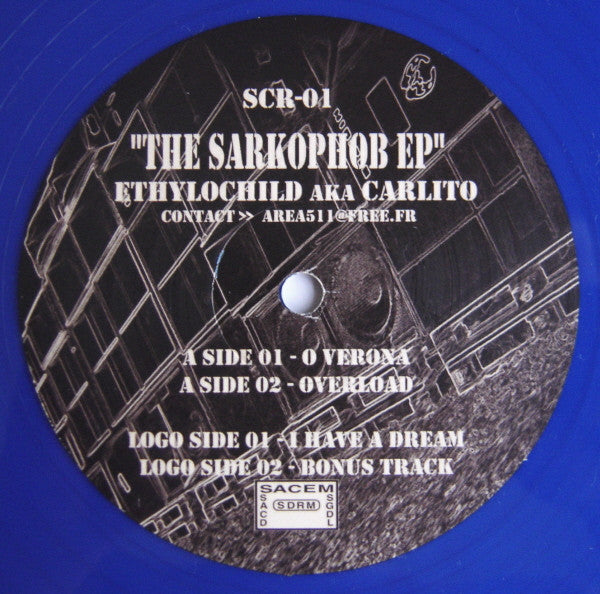 SCR-01
"THE SARKOPHOB EP"
ETHYLOCHILD AKA CARLITO
CONTACT >> AREA511@FREE.FR
A SIDE 01 - O VERONA
A SIDE 02 - OVERLOAD
LOGO SIDE 01 - I HAVE A DREAM
LOGO SIDE 02 - BONUS TRACK
SACEM
SACD
SDRM
SGDL